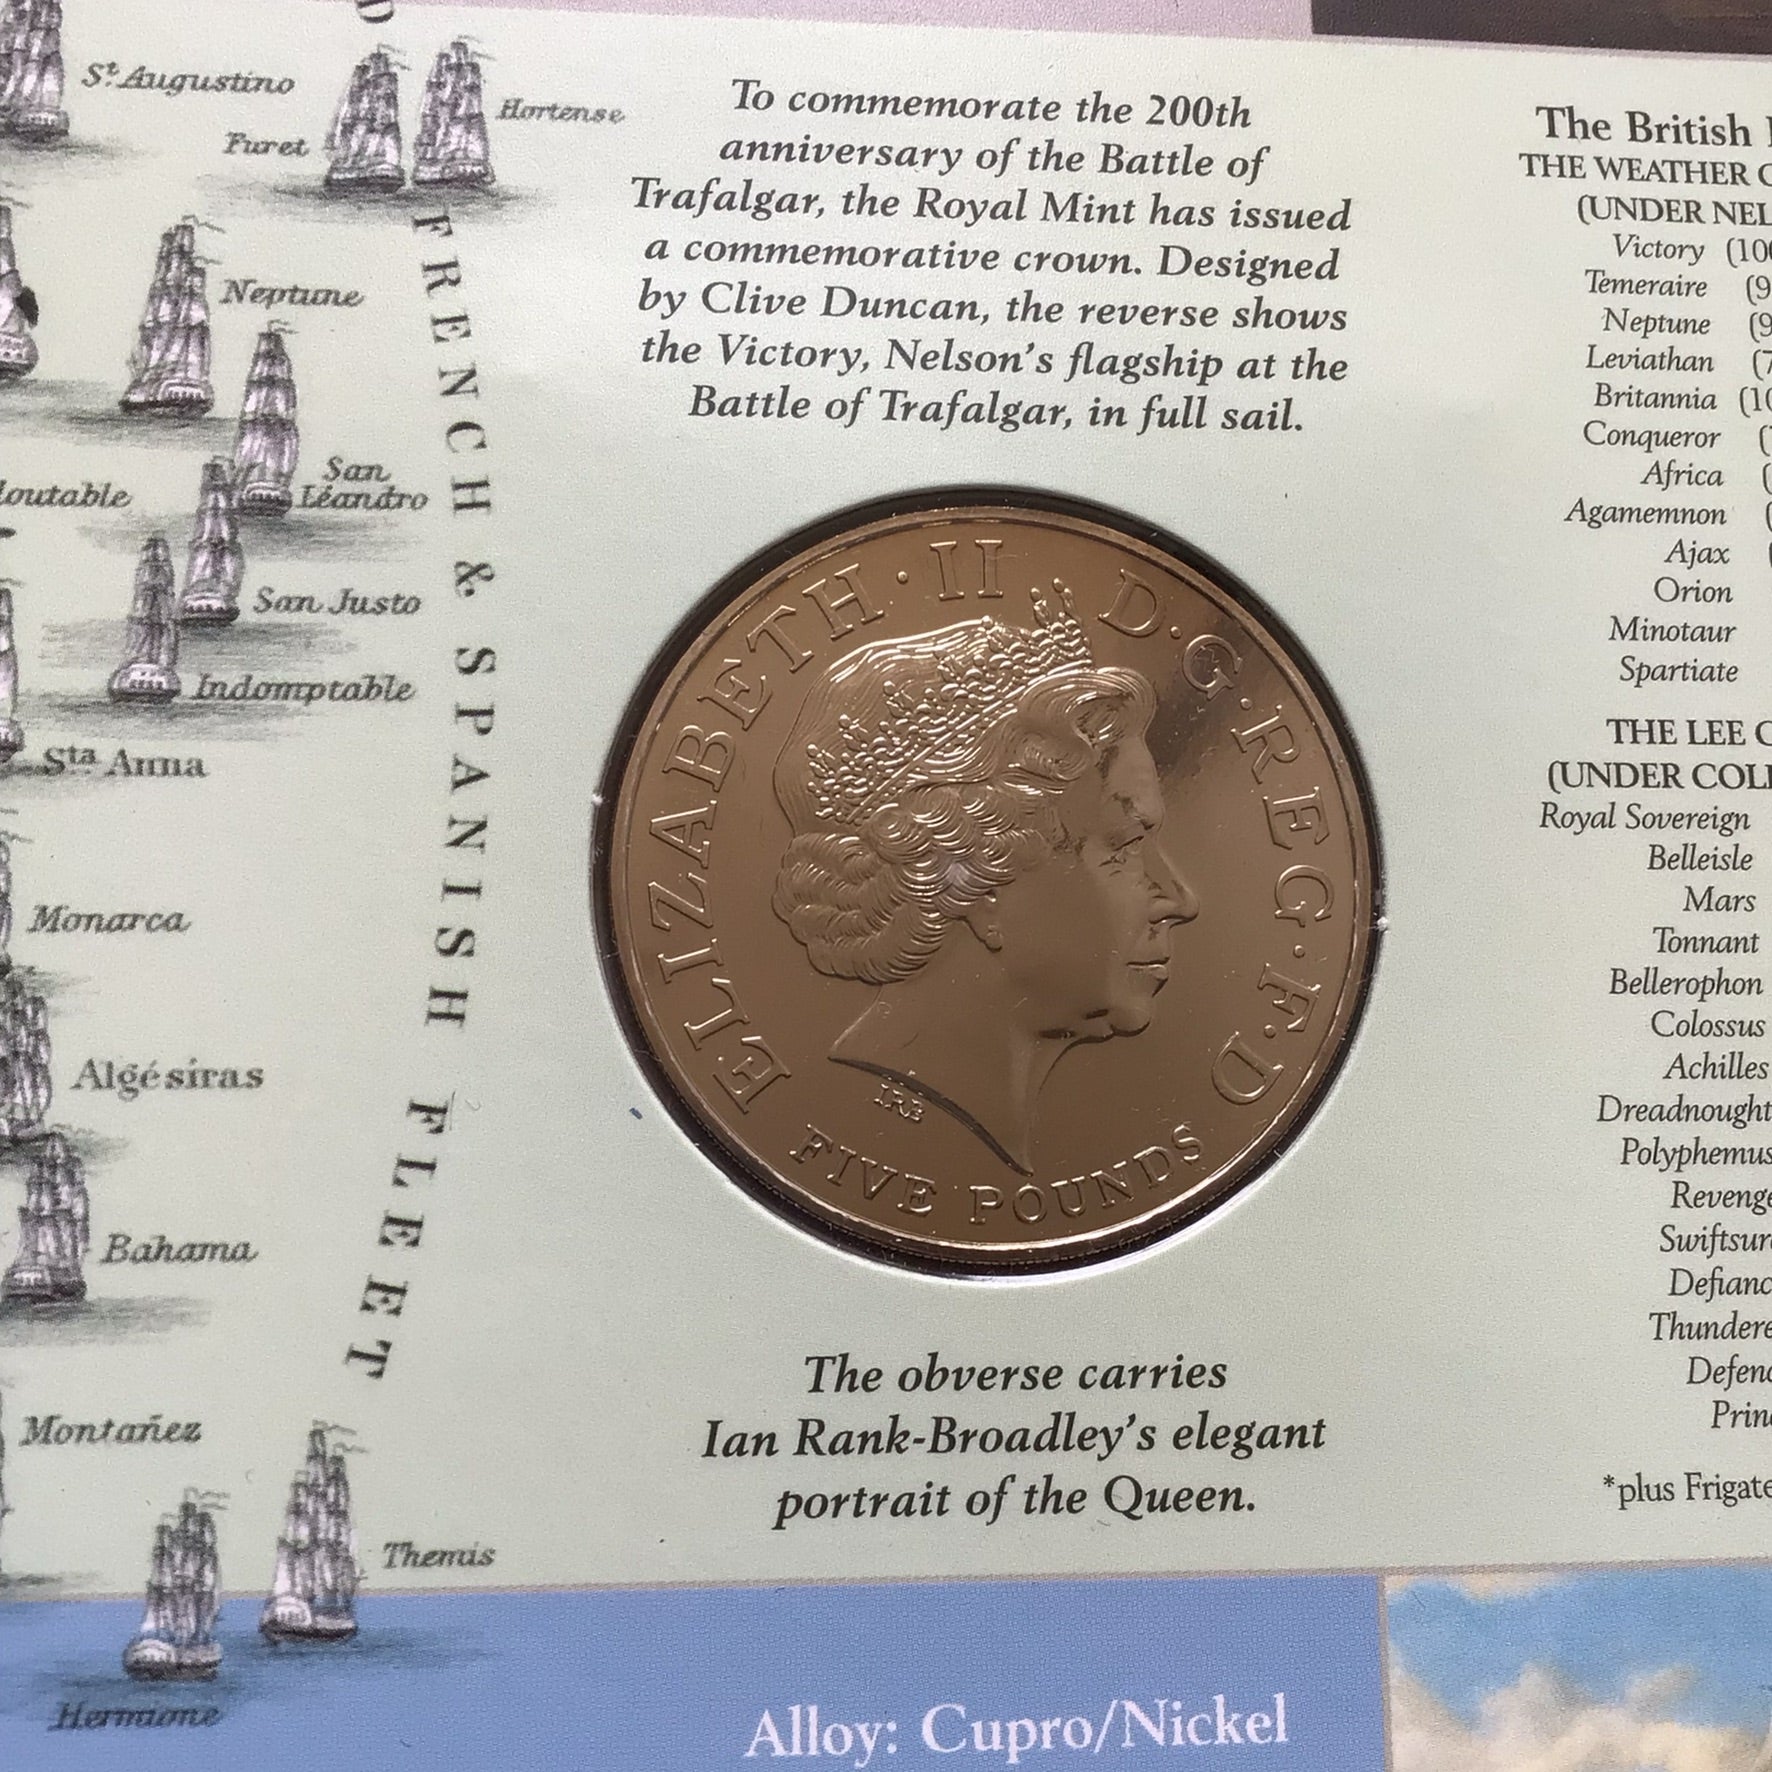 St. Augustino
Furet
Hortense
Neptune
San
Léandro
San Justo
Indomptable
Sta Anna
Monarca
Algésiras
Bahama
Montañez
Themis
Hermione
FRENCH & SPANISH FLEET
To commemorate the 200th
anniversary of the Battle of
Trafalgar, the Royal Mint has issued
a commemorative crown. Designed
by Clive Duncan, the reverse shows
the Victory, Nelson's flagship at the
Battle of Trafalgar, in full sail.
ELIZABETH · II D · G · REG · F · D
IRB
FIVE POUNDS
The obverse carries
Ian Rank-Broadley's elegant
portrait of the Queen.
Alloy: Cupro/Nickel
The British
THE WEATHER
(UNDER
Victory
Temeraire
Neptune
Leviathan
Britannia
Conqueror
Africa
Agamemnon
Ajax
Orion
Minotaur
Spartiate
THE LEE
(UNDER
Royal Sovereign
Belleisle
Mars
Tonnant
Bellerophon
Colossus
Achilles
Dreadnought
Polyphemus
Revenge
*plus